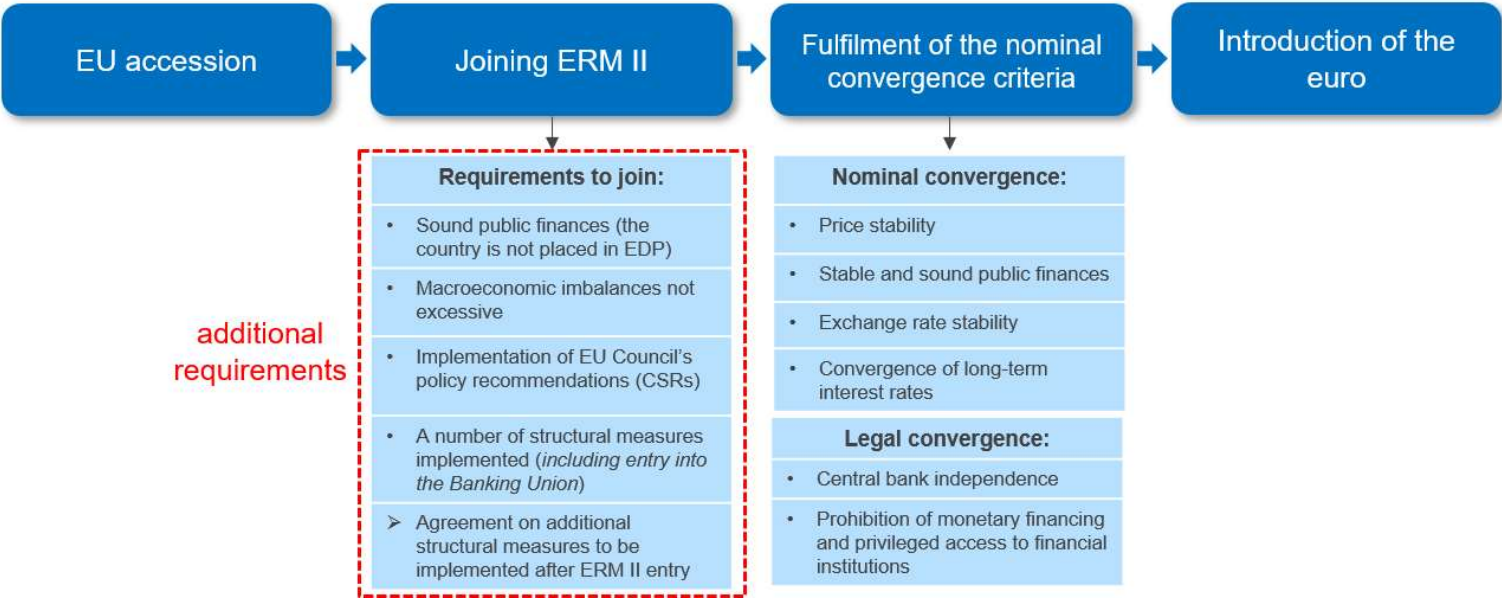 EU accession
Joining ERM II
Fulfilment of the nominal
convergence criteria
Introduction of the
euro
additional
requirements
Requirements to join:
• Sound public finances (the
country is not placed in EDP)
• Macroeconomic imbalances not
excessive
• Implementation of EU Council's
policy recommendations (CSRs)
• A number of structural measures
implemented (including entry into
the Banking Union)
➢ Agreement on additional
structural measures to be
implemented after ERM II entry
Nominal convergence:
• Price stability
• Stable and sound public finances
• Exchange rate stability
• Convergence of long-term
interest rates
Legal convergence:
• Central bank independence
• Prohibition of monetary financing
and privileged access to financial
institutions